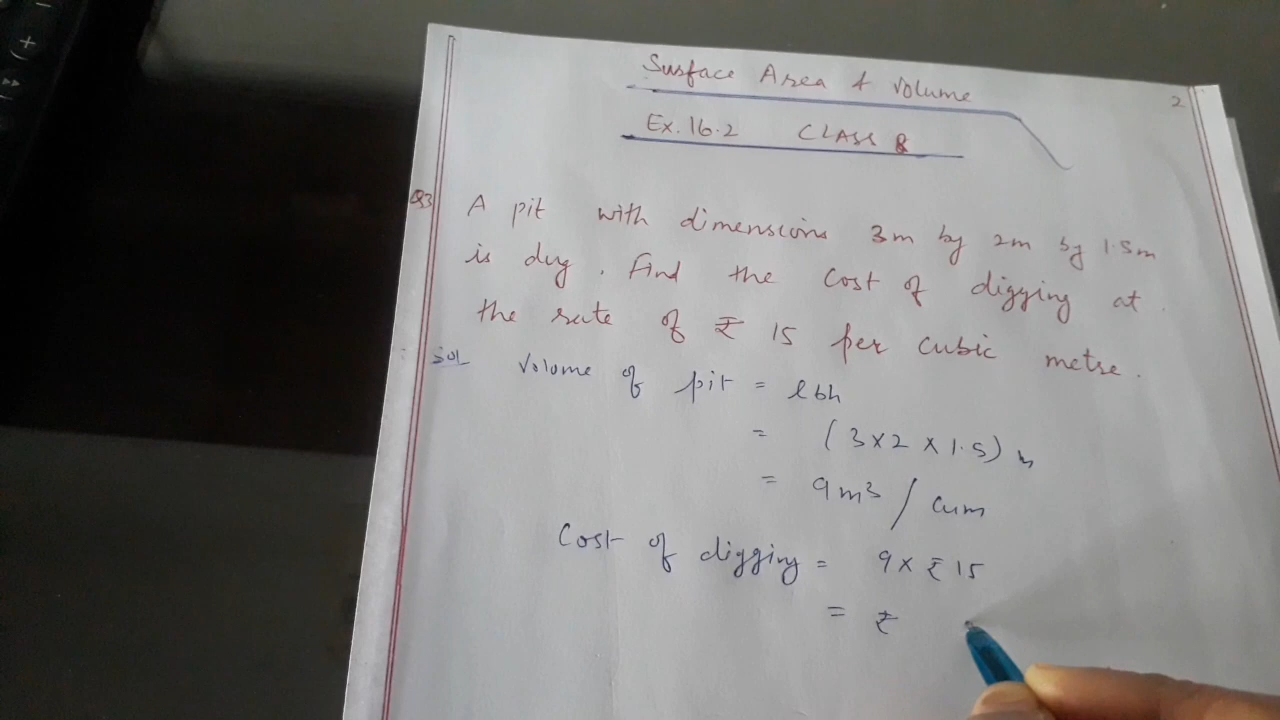 Surface Area & Volume
2
Ex. 16.2 CLASS 8
Q3 A pit with dimensions 3m by 2m by 1.5m
is dug. Find the cost of digging at
the rate of ₹ 15 per cubic metre.
Sol Volume of pit = lbh
= (3×2×1.5) m
= 9m³ / cum
Cost of digging = 9×₹15
= ₹